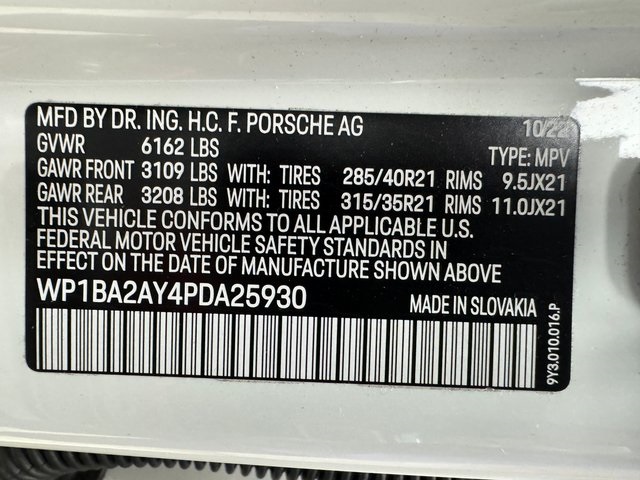 MFD BY DR. ING. H.C. F. PORSCHE AG 10/22
GVWR 6162 LBS TYPE: MPV
GAWR FRONT 3109 LBS WITH: TIRES 285/40R21 RIMS 9.5JX21
GAWR REAR 3208 LBS WITH: TIRES 315/35R21 RIMS 11.0JX21
THIS VEHICLE CONFORMS TO ALL APPLICABLE U.S.
FEDERAL MOTOR VEHICLE SAFETY STANDARDS IN
EFFECT ON THE DATE OF MANUFACTURE SHOWN ABOVE
WP1BA2AY4PDA25930 MADE IN SLOVAKIA
9Y3.010.016.P